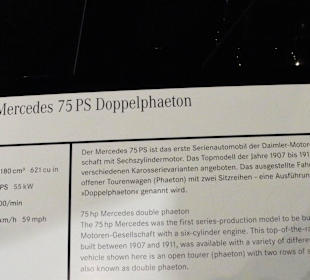 Mercedes 75 PS Doppelphaeton
180 cm³ 621 cu in
PS 55 kW
00/min
km/h 59 mph
Der Mercedes 75 PS ist das erste Serienautomobil der Daimler-Motor
schaft mit Sechszylindermotor. Das Topmodell der Jahre 1907 bis 191
verschiedenen Karosserievarianten angeboten. Das ausgestellte Fahr
offener Tourenwagen (Phaeton) mit zwei Sitzreihen – eine Ausführun
»Doppelphaeton« genannt wird.
75 hp Mercedes double phaeton
The 75 hp Mercedes was the first series-production model to be bu
Motoren-Gesellschaft with a six-cylinder engine. This top-of-the-ra
built between 1907 and 1911, was available with a variety of differe
vehicle shown here is an open tourer (phaeton) with two rows of s
also known as double phaeton.